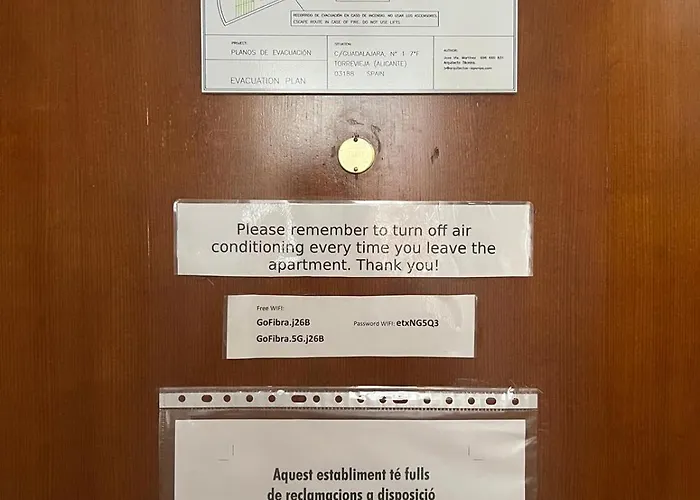 RECORRIDO DE EVACUACIÓN EN CASO DE INCENDIO. NO USAR LOS ASCENSORES.
ESCAPE ROUTE IN CASE OF FIRE. DO NOT USE LIFTS.
PROJECT:
PLANOS DE EVACUACIÓN
EVACUATION PLAN
SITUATION:
C/GUADALAJARA, Nº 4 7ºF
TORREVIEJA (ALICANTE)
03188 SPAIN
AUTHOR:
Please remember to turn off air
conditioning every time you leave the
apartment. Thank you!
Free WIFI:
GoFibra.j26B
Password WIFI: etxNG5Q3
GoFibra.5G.j26B
Aquest establiment té fulls
de reclamacions a disposició